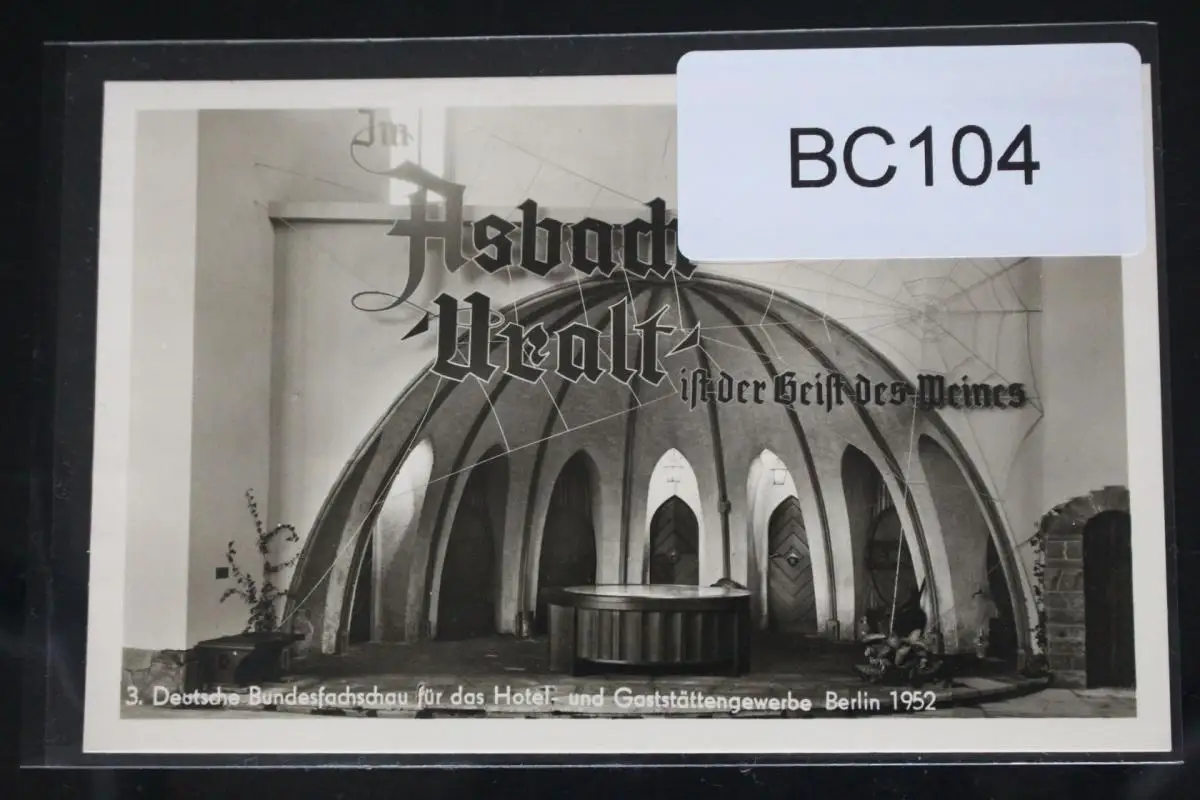 BC104
Im
Asbach
Uralt
ist der Geist des Weines
3. Deutsche Bundesfachschau für das Hotel- und Gaststättengewerbe Berlin 1952